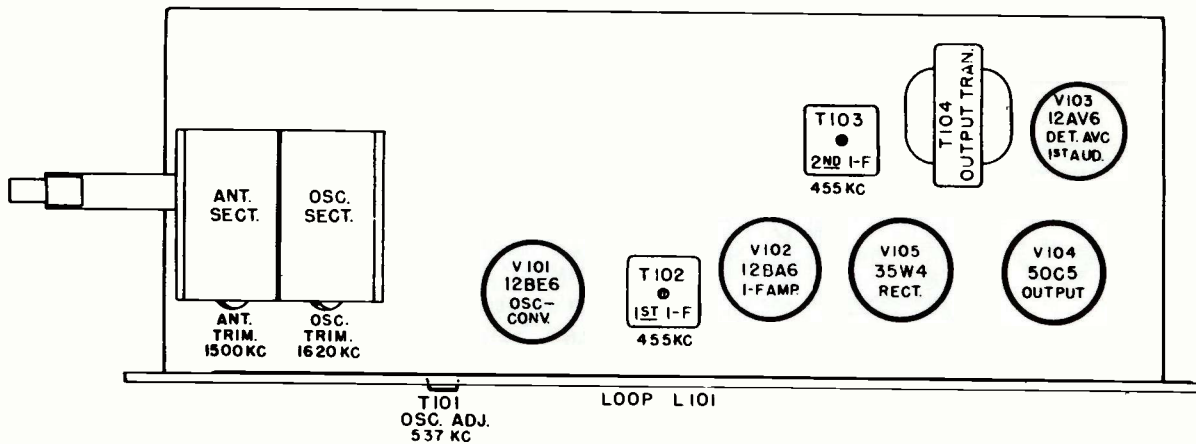 ANT.
SECT.
OSC.
SECT.
ANT.
TRIM.
1500KC
OSC.
TRIM.
1620KC
V101
12BE6
OSC-
CONV.
T102
1ST I-F
455KC
V102
12BA6
I-F AMP.
T103
2ND I-F
455KC
T104
OUTPUT TRAN.
V103
12AV6
DET. AVC
1ST AUD.
V105
35W4
RECT.
V104
50C5
OUTPUT
T101
OSC. ADJ.
537 KC
LOOP L101